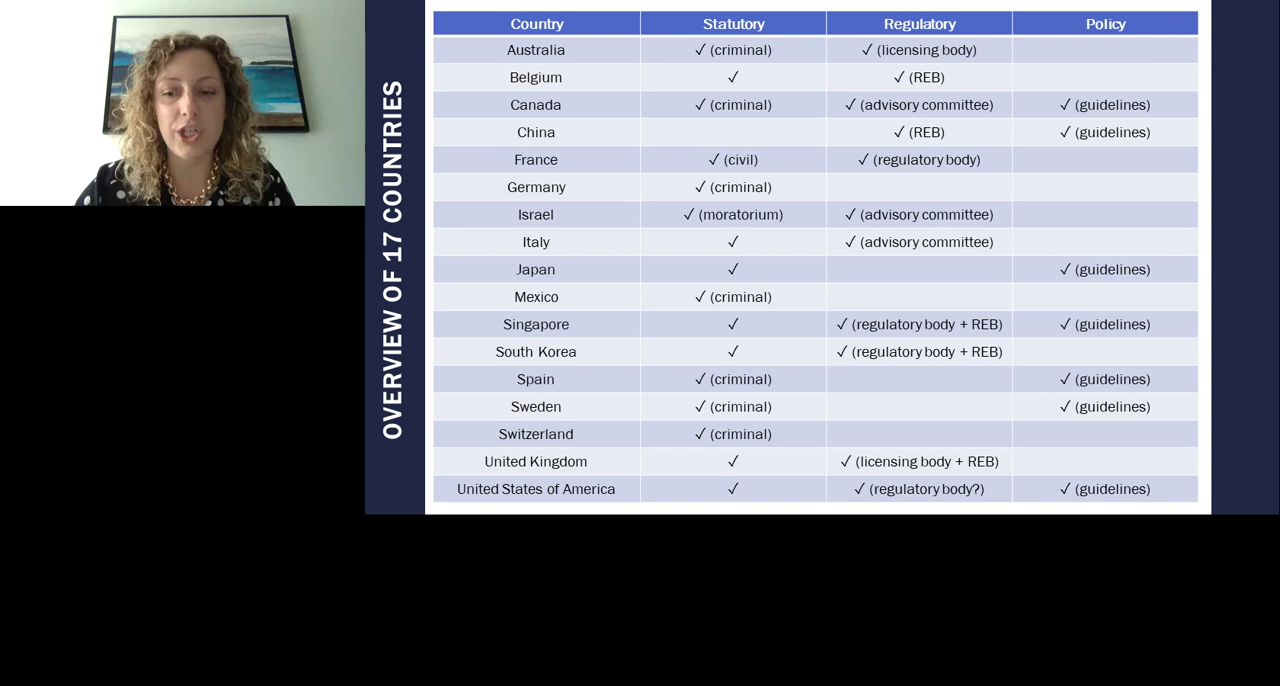 OVERVIEW OF 17 COUNTRIES
Country Statutory Regulatory Policy
Australia ✓ (criminal) ✓ (licensing body)
Belgium ✓ ✓ (REB)
Canada ✓ (criminal) ✓ (advisory committee) ✓ (guidelines)
China ✓ (REB) ✓ (guidelines)
France ✓ (civil) ✓ (regulatory body)
Germany ✓ (criminal)
Israel ✓ (moratorium) ✓ (advisory committee)
Italy ✓ ✓ (advisory committee)
Japan ✓ ✓ (guidelines)
Mexico ✓ (criminal)
Singapore ✓ ✓ (regulatory body + REB) ✓ (guidelines)
South Korea ✓ ✓ (regulatory body + REB)
Spain ✓ (criminal) ✓ (guidelines)
Sweden ✓ (criminal) ✓ (guidelines)
Switzerland ✓ (criminal)
United Kingdom ✓ ✓ (licensing body + REB)
United States of America ✓ ✓ (regulatory body?) ✓ (guidelines)